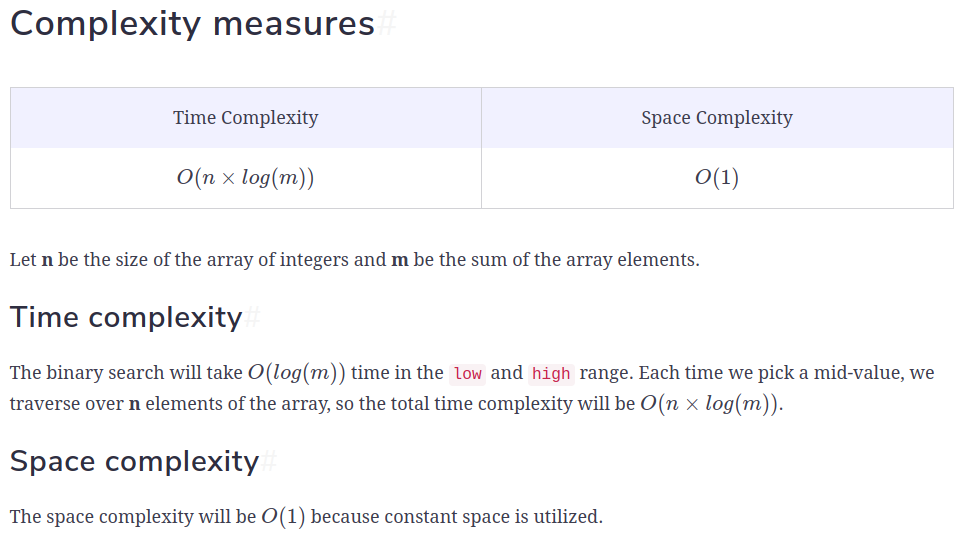 Complexity measures#
Time Complexity
Space Complexity
O(n × log(m))
O(1)
Let n be the size of the array of integers and m be the sum of the array elements.
Time complexity#
The binary search will take O(log(m)) time in the low and high range. Each time we pick a mid-value, we
traverse over n elements of the array, so the total time complexity will be O(n × log(m)).
Space complexity#
The space complexity will be O(1) because constant space is utilized.